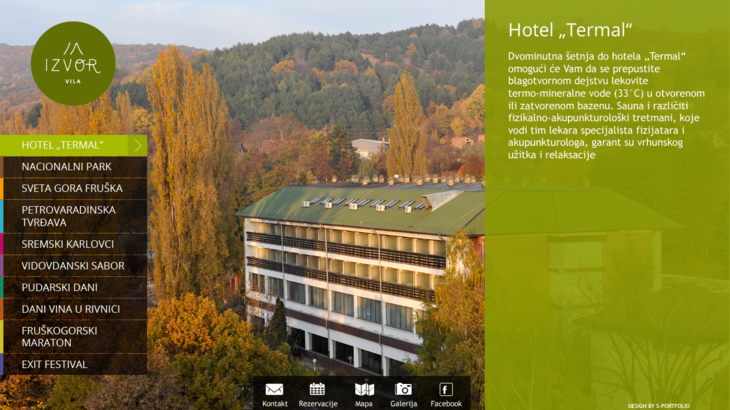 IZVOR
VILA
HOTEL „TERMAL“
NACIONALNI PARK
SVETA GORA FRUŠKA
PETROVARADINSKA
TVRĐAVA
SREMSKI KARLOVCI
VIDOVDANSKI SABOR
PUDARSKI DANI
DANI VINA U RIVNICI
FRUŠKOGORSKI
MARATON
EXIT FESTIVAL
Hotel „Termal“
Dvominutna šetnja do hotela „Termal“
omogući će Vam da se prepustite
blagotvornom dejstvu lekovite
termo-mineralne vode (33˙C) u otvorenom
ili zatvorenom bazenu. Sauna i različiti
fizikalno-akupunkturološki tretmani, koje
vodi tim lekara specijalista fizijatara i
akupunkturologa, garant su vrhunskog
užitka i relaksacije
Kontakt
Rezervacije
Mapa
Galerija
Facebook
DESIGN BY S-PORTFOLIO